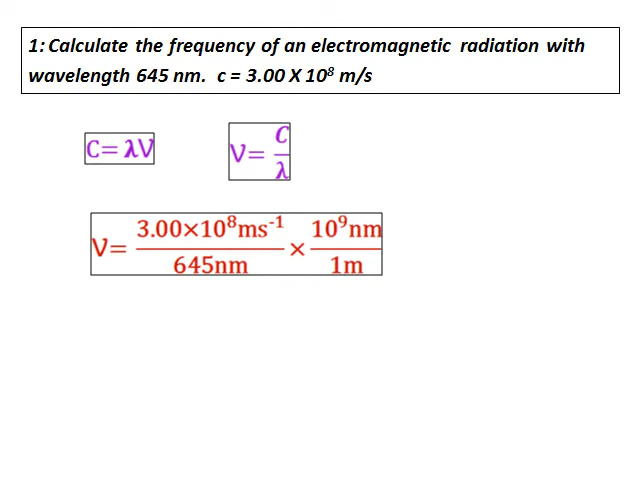 1: Calculate the frequency of an electromagnetic radiation with
wavelength 645 nm. c = 3.00 X 10⁸ m/s
C= λV
V= C/λ
V= 3.00×10⁸ms⁻¹/645nm × 10⁹nm/1m